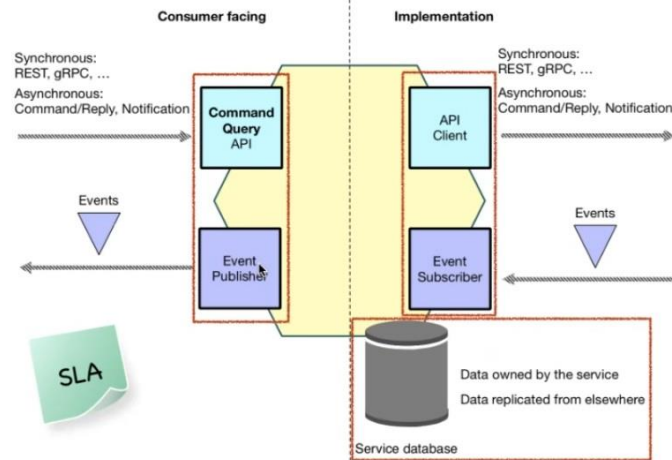 Consumer facing
Implementation
Synchronous:
REST, gRPC, ...
Asynchronous:
Command/Reply, Notification
Command
Query
API
API
Client
Synchronous:
REST, gRPC, ...
Asynchronous:
Command/Reply, Notification
Events
Event
Publisher
Event
Subscriber
Events
SLA
Data owned by the service
Data replicated from elsewhere
Service database